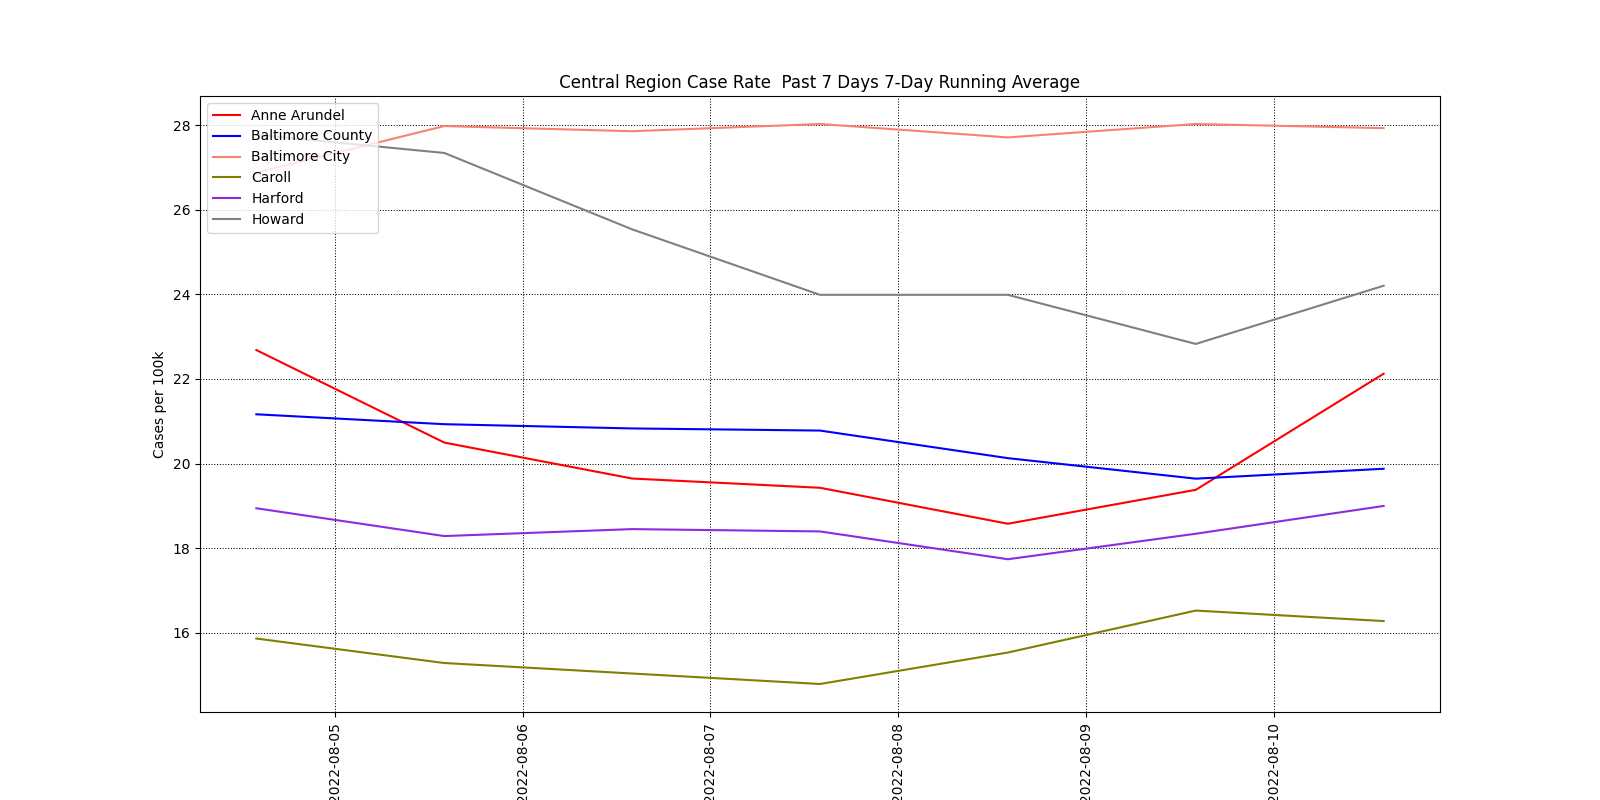 Central Region Case Rate  Past 7 Days 7-Day Running Average
Anne Arundel
Baltimore County
Baltimore City
Caroll
Harford
Howard
Cases per 100k
28
26
24
22
20
18
16
2022-08-05
2022-08-06
2022-08-07
2022-08-08
2022-08-09
2022-08-10